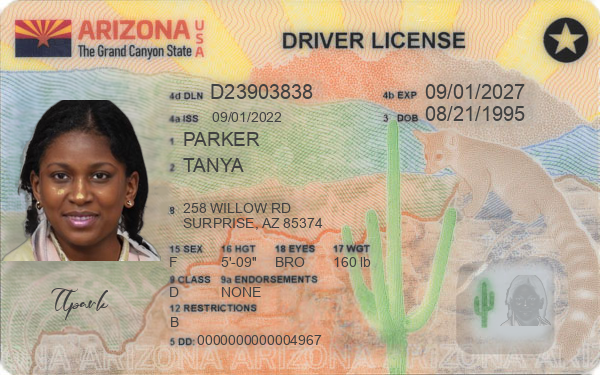 ARIZONA USA
The Grand Canyon State
DRIVER LICENSE
4d DLN D23903838 4b EXP 09/01/2027
4a ISS 09/01/2022 3 DOB 08/21/1995
1 PARKER
2 TANYA
8 258 WILLOW RD
SURPRISE, AZ 85374
15 SEX 16 HGT 18 EYES 17 WGT
F 5'-09" BRO 160 lb
9 CLASS 9a ENDORSEMENTS
D NONE
12 RESTRICTIONS
B
5 DD: 0000000000004967
Tpark
ARIZONA ARIZONA ARIZONA ARIZONA